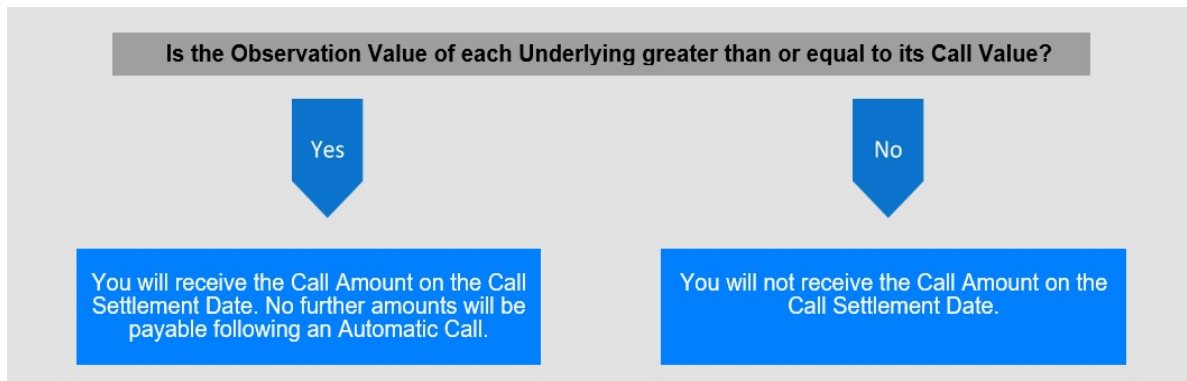 Is the Observation Value of each Underlying greater than or equal to its Call Value?
Yes
No
You will receive the Call Amount on the Call
Settlement Date. No further amounts will be
payable following an Automatic Call.
You will not receive the Call Amount on the
Call Settlement Date.